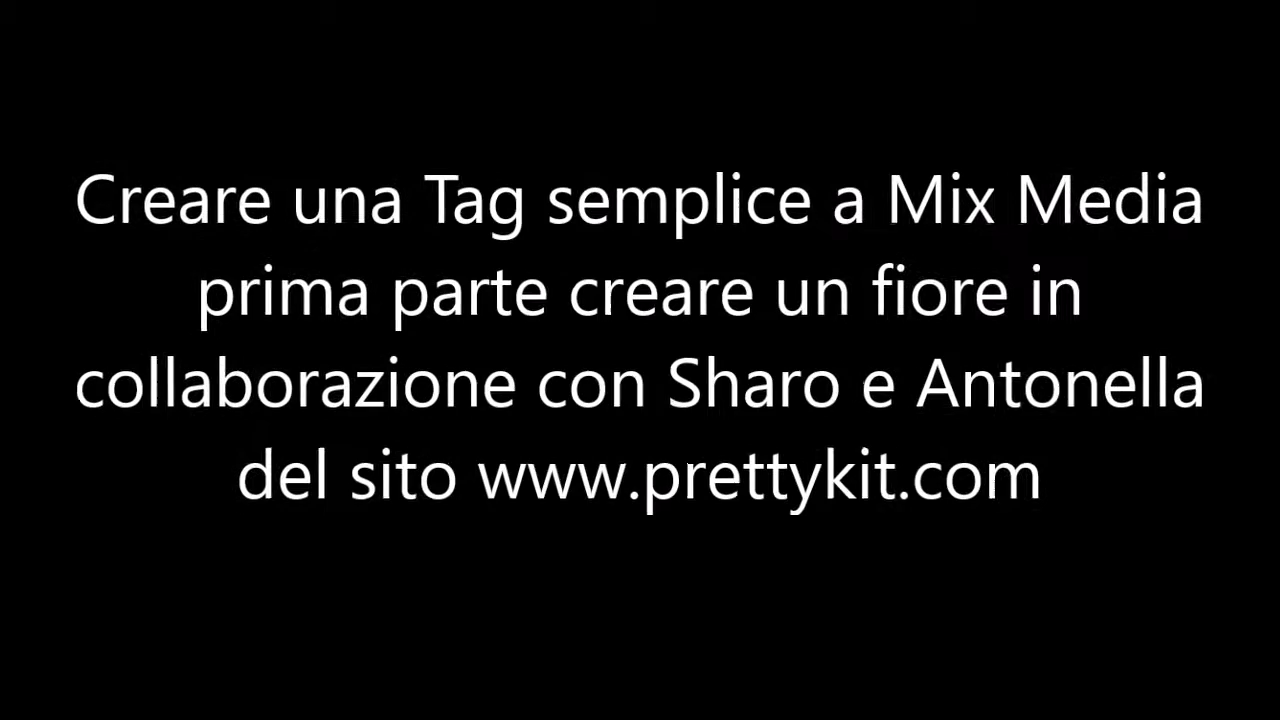 Creare una Tag semplice a Mix Media
prima parte creare un fiore in
collaborazione con Sharo e Antonella
del sito www.prettykit.com